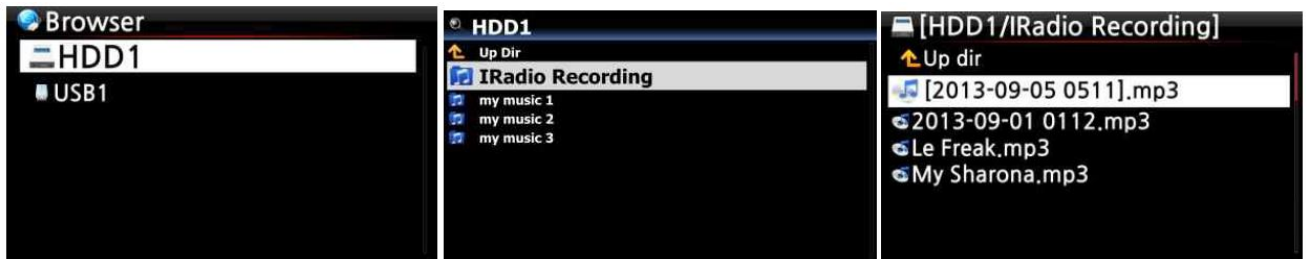 Browser
HDD1
USB1
HDD1
Up Dir
IRadio Recording
my music 1
my music 2
my music 3
[HDD1/IRadio Recording]
Up dir
[2013-09-05 0511].mp3
2013-09-01 0112.mp3
Le Freak.mp3
My Sharona.mp3